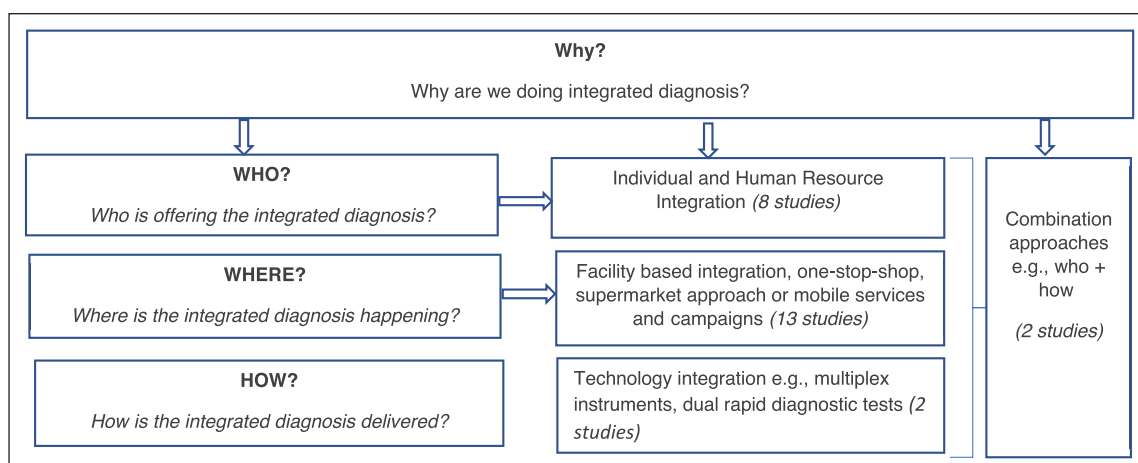 Why?
Why are we doing integrated diagnosis?
WHO?
Who is offering the integrated diagnosis?
Individual and Human Resource
Integration (8 studies)
WHERE?
Where is the integrated diagnosis happening?
Facility based integration, one-stop-shop,
supermarket approach or mobile services
and campaigns (13 studies)
HOW?
How is the integrated diagnosis delivered?
Technology integration e.g., multiplex
instruments, dual rapid diagnostic tests (2
studies)
Combination
approaches
e.g., who +
how
(2 studies)